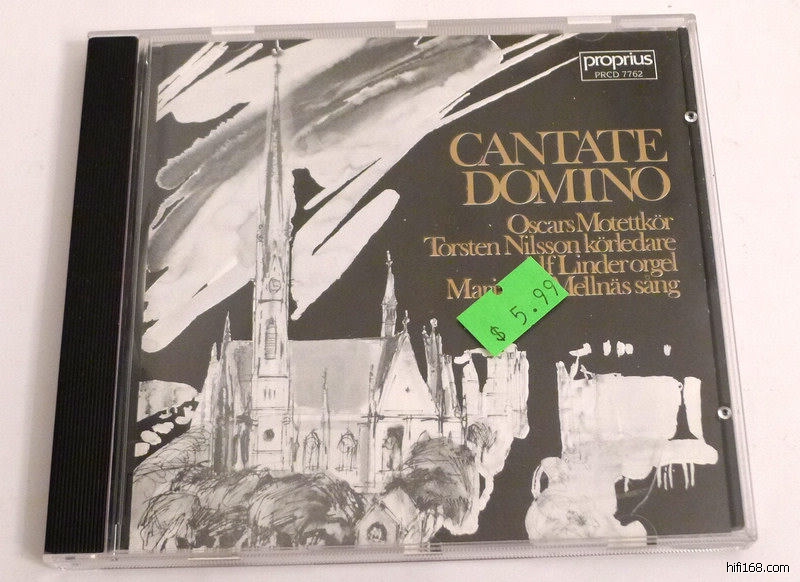 proprius
PRCD 7762
CANTATE
DOMINO
Oscars Motettkör
Torsten Nilsson körledare
Linder orgel
Mellnäs sång
$ 5.99
hifi168.com